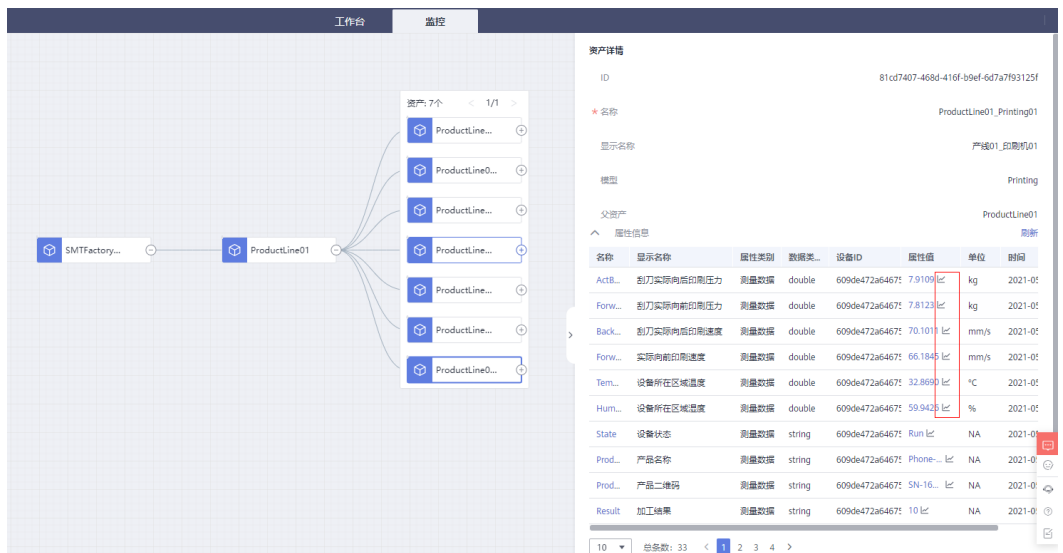 工作台
监控
资产: 7个 < 1/1 >
ProductLine...
ProductLine0...
ProductLine...
SMTFactory...
ProductLine01
ProductLine...
ProductLine...
ProductLine...
ProductLine0...
资产详情
ID 81cd7407-468d-416f-b9ef-6d7a7f93125f
* 名称 ProductLine01_Printing01
显示名称 产线01_印刷机01
模型 Printing
父资产 ProductLine01
属性信息 刷新
名称 显示名称 属性类别 数据类... 设备ID 属性值 单位 时间
ActB... 刮刀实际向后印刷压力 测量数据 double 609de472a64675 7.9109 kg 2021-05
Forw... 刮刀实际向前印刷压力 测量数据 double 609de472a64675 7.8123 kg 2021-05
Back... 刮刀实际向后印刷速度 测量数据 double 609de472a64675 70.1011 mm/s 2021-05
Forw... 实际向前印刷速度 测量数据 double 609de472a64675 66.1845 mm/s 2021-05
Tem... 设备所在区域温度 测量数据 double 609de472a64675 32.8690 °C 2021-05
Hum... 设备所在区域湿度 测量数据 double 609de472a64675 59.9426 % 2021-05
State 设备状态 测量数据 string 609de472a64675 Run NA 2021-0
Prod... 产品名称 测量数据 string 609de472a64675 Phone-... NA 2021-0
Prod... 产品二维码 测量数据 string 609de472a64675 SN-16... NA 2021-0
Result 加工结果 测量数据 string 609de472a64675 10 NA 2021-0
10 总条数: 33 < 1 2 3 4 >